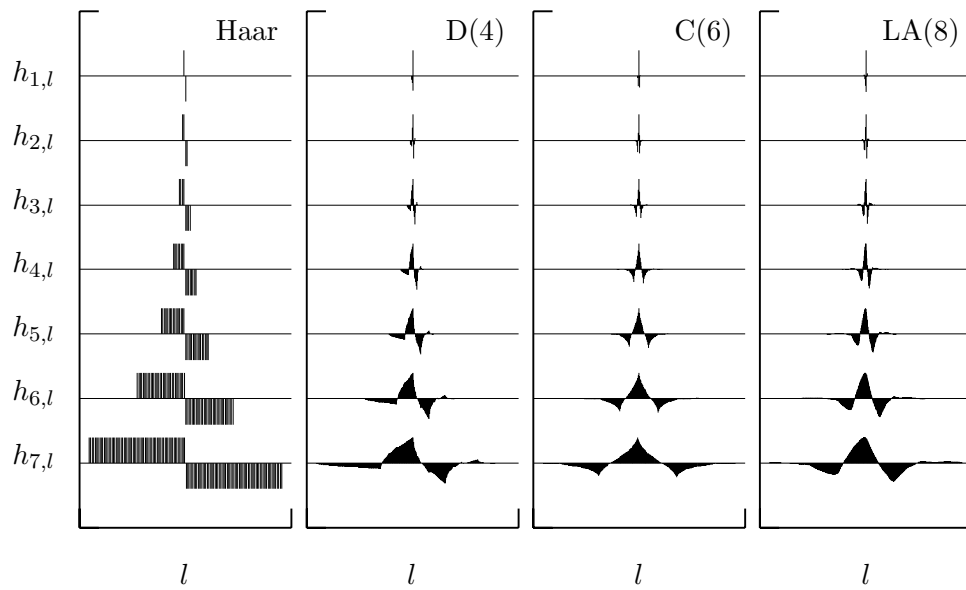 Haar D(4) C(6) LA(8)
h1,l
h2,l
h3,l
h4,l
h5,l
h6,l
h7,l
l l l l